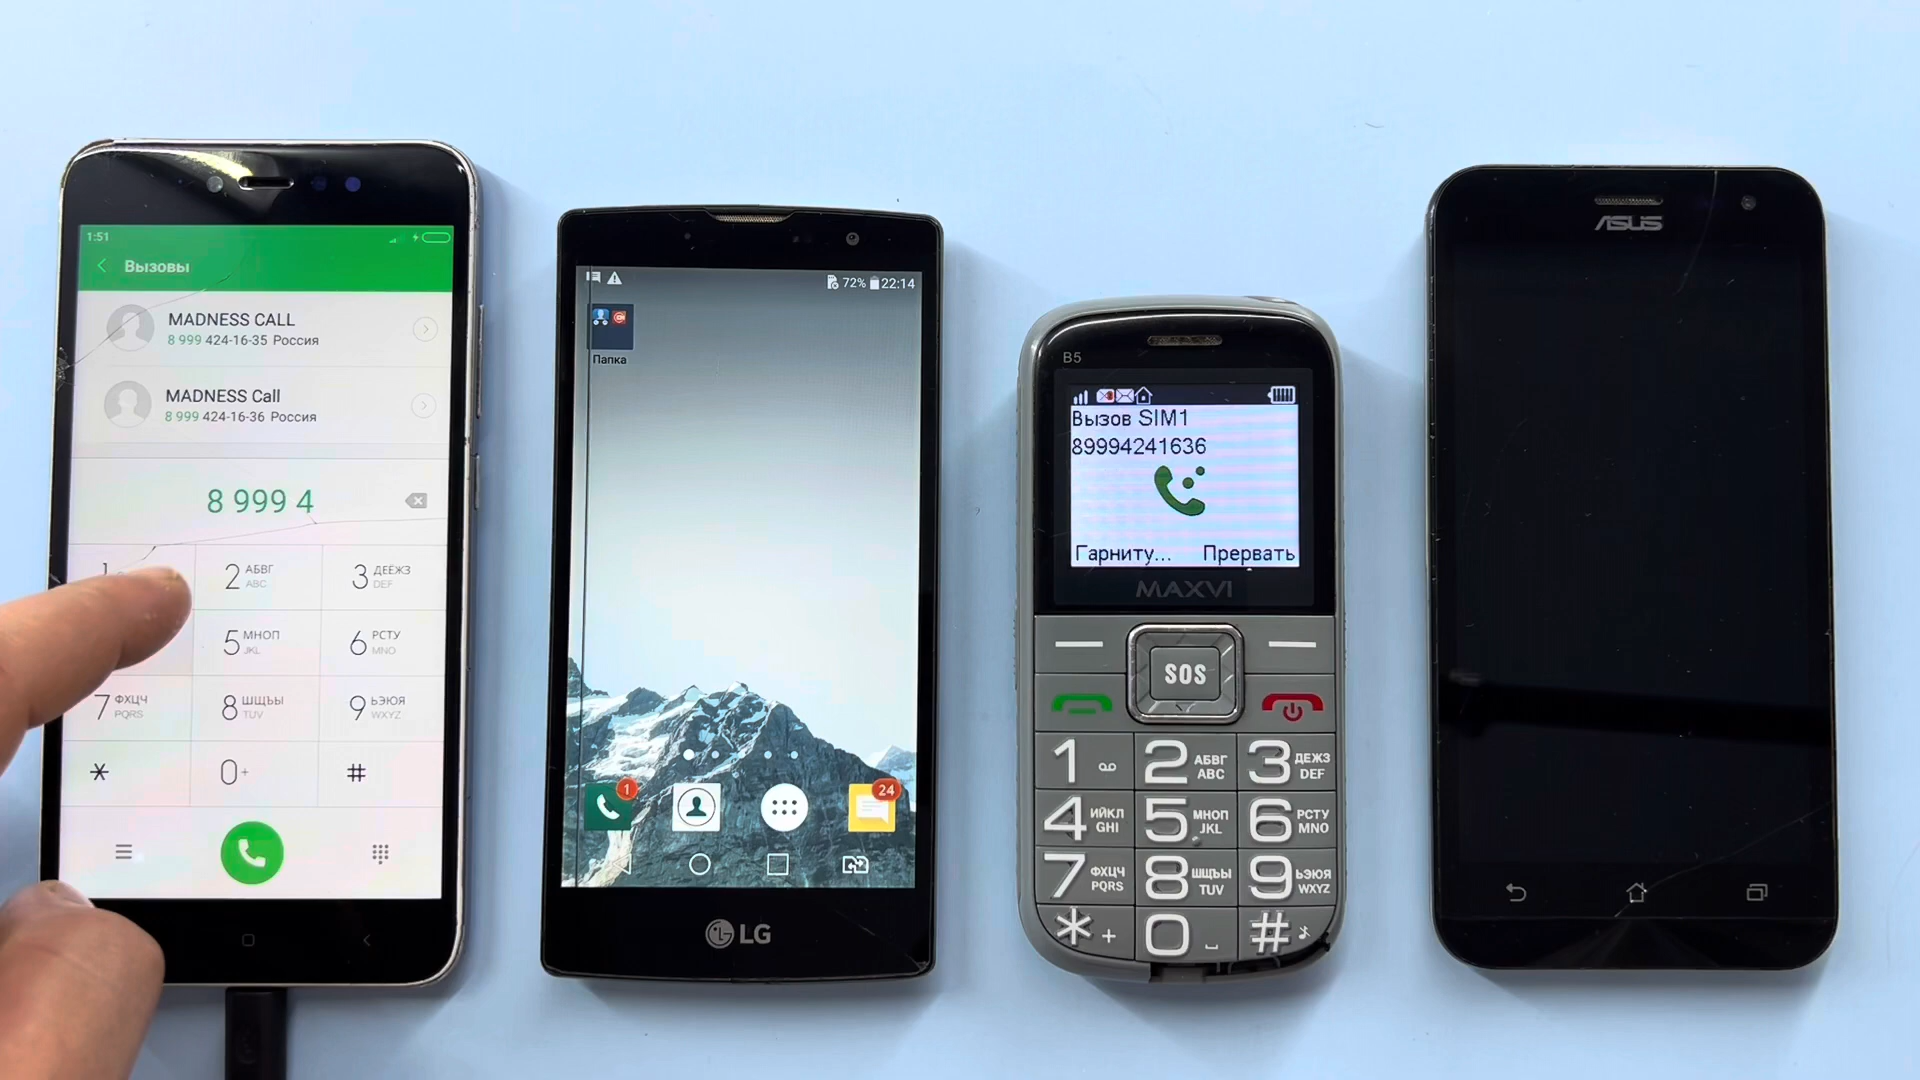 1:51
Вызовы
MADNESS CALL
8 999 424-16-35 Россия
MADNESS Call
8 999 424-16-36 Россия
8 999 4
1
2 АБВГ
ABC
3 ДЕЁЖЗ
DEF
5 МНОП
JKL
6 РСТУ
MNO
7 ФХЦЧ
PQRS
8 ШЩЪЫ
TUV
9 ЬЭЮЯ
WXYZ
*
0+
#
72% 22:14
Папка
1
24
LG
B5
Вызов SIM1
89994241636
Гарниту... Прервать
MAXVI
SOS
1
2 АБВГ
ABC
3 ДЕЖЗ
DEF
4 ИЙКЛ
GHI
5 МНОП
JKL
6 РСТУ
MNO
7 ФХЦЧ
PQRS
8 ШЩЪЫ
TUV
9 ЬЭЮЯ
WXYZ
* +
0
#
ASUS